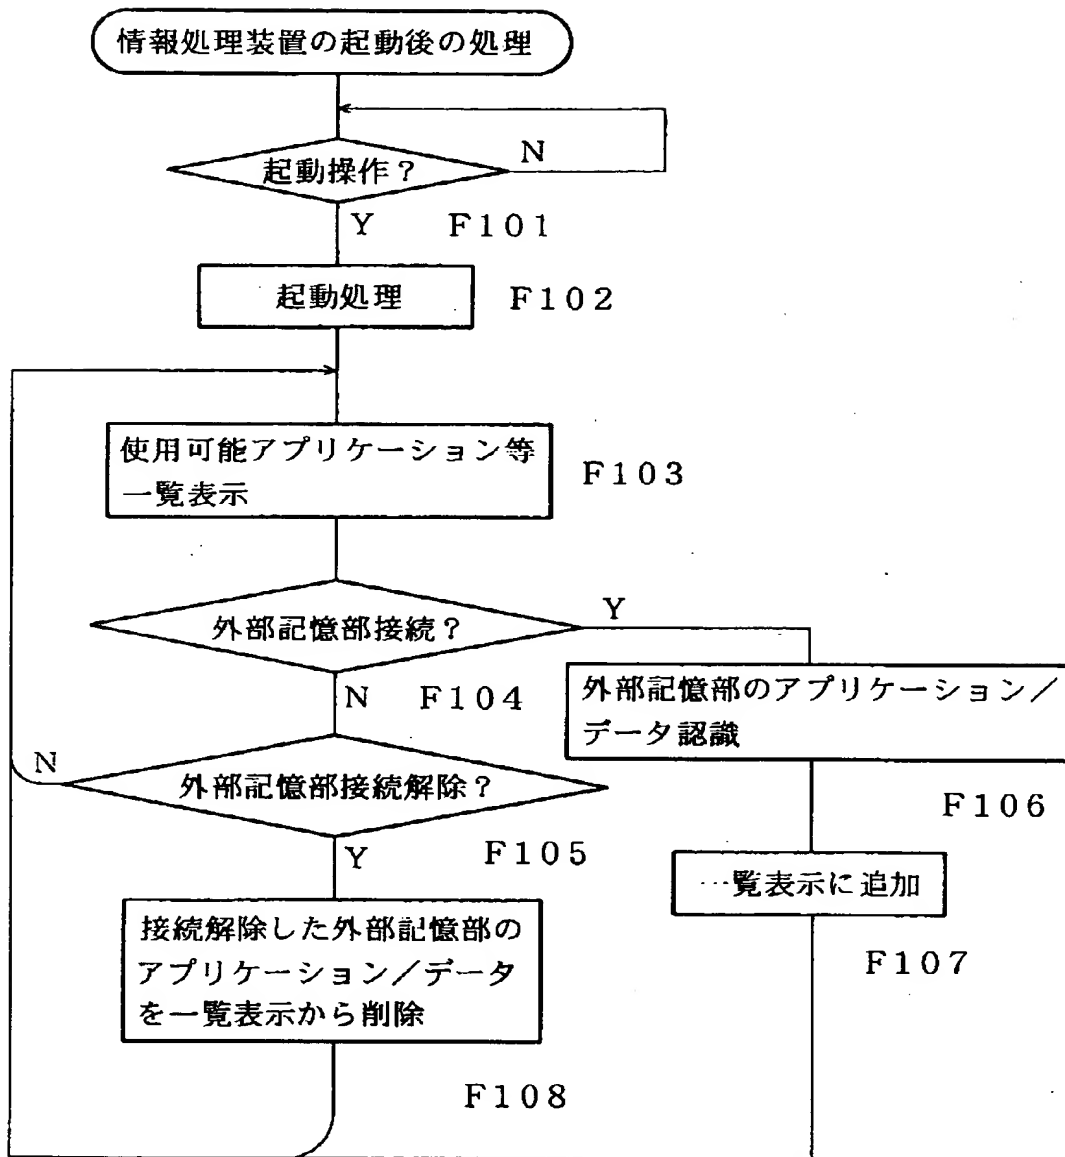 情報処理装置の起動後の処理
N
起動操作？
Y
F101
起動処理
F102
使用可能アプリケーション等
一覧表示
F103
Y
外部記憶部接続？
N
F104
外部記憶部のアプリケーション／
データ認識
N
外部記憶部接続解除？
F106
Y
F105
一覧表示に追加
接続解除した外部記憶部の
アプリケーション／データ
を一覧表示から削除
F107
F108